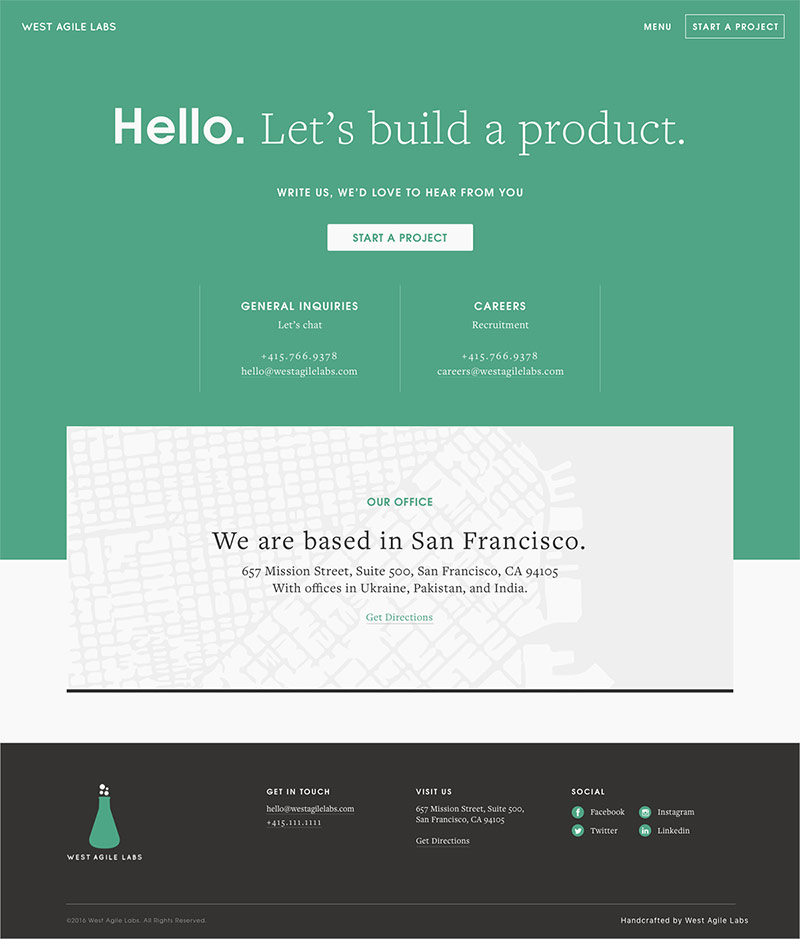 WEST AGILE LABS
MENU
START A PROJECT
Hello. Let’s build a product.
WRITE US, WE’D LOVE TO HEAR FROM YOU
START A PROJECT
GENERAL INQUIRIES
Let’s chat
+415.766.9378
hello@westagilelabs.com
CAREERS
Recruitment
+415.766.9378
careers@westagilelabs.com
OUR OFFICE
We are based in San Francisco.
657 Mission Street, Suite 500, San Francisco, CA 94105
With offices in Ukraine, Pakistan, and India.
Get Directions
WEST AGILE LABS
GET IN TOUCH
hello@westagilelabs.com
+415.111.1111
VISIT US
657 Mission Street, Suite 500,
San Francisco, CA 94105
Get Directions
SOCIAL
Facebook
Instagram
Twitter
Linkedin
©2016 West Agile Labs. All Rights Reserved.
Handcrafted by West Agile Labs